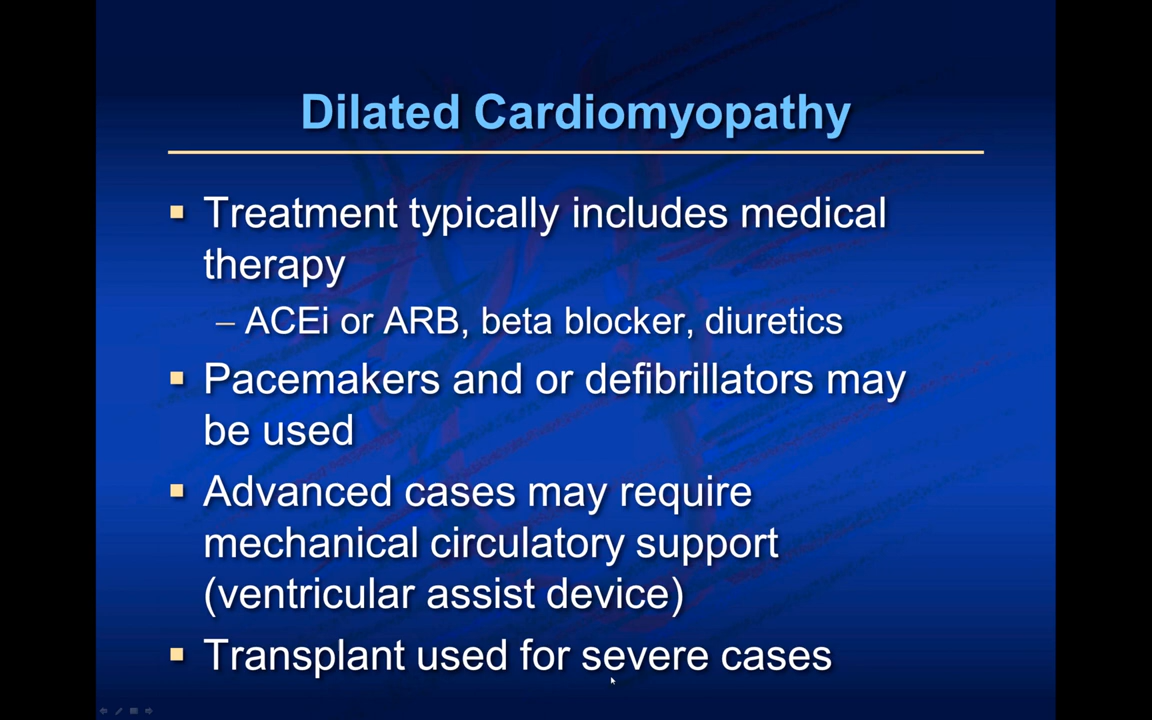 Dilated Cardiomyopathy
▪ Treatment typically includes medical
therapy
– ACEi or ARB, beta blocker, diuretics
▪ Pacemakers and or defibrillators may
be used
▪ Advanced cases may require
mechanical circulatory support
(ventricular assist device)
▪ Transplant used for severe cases